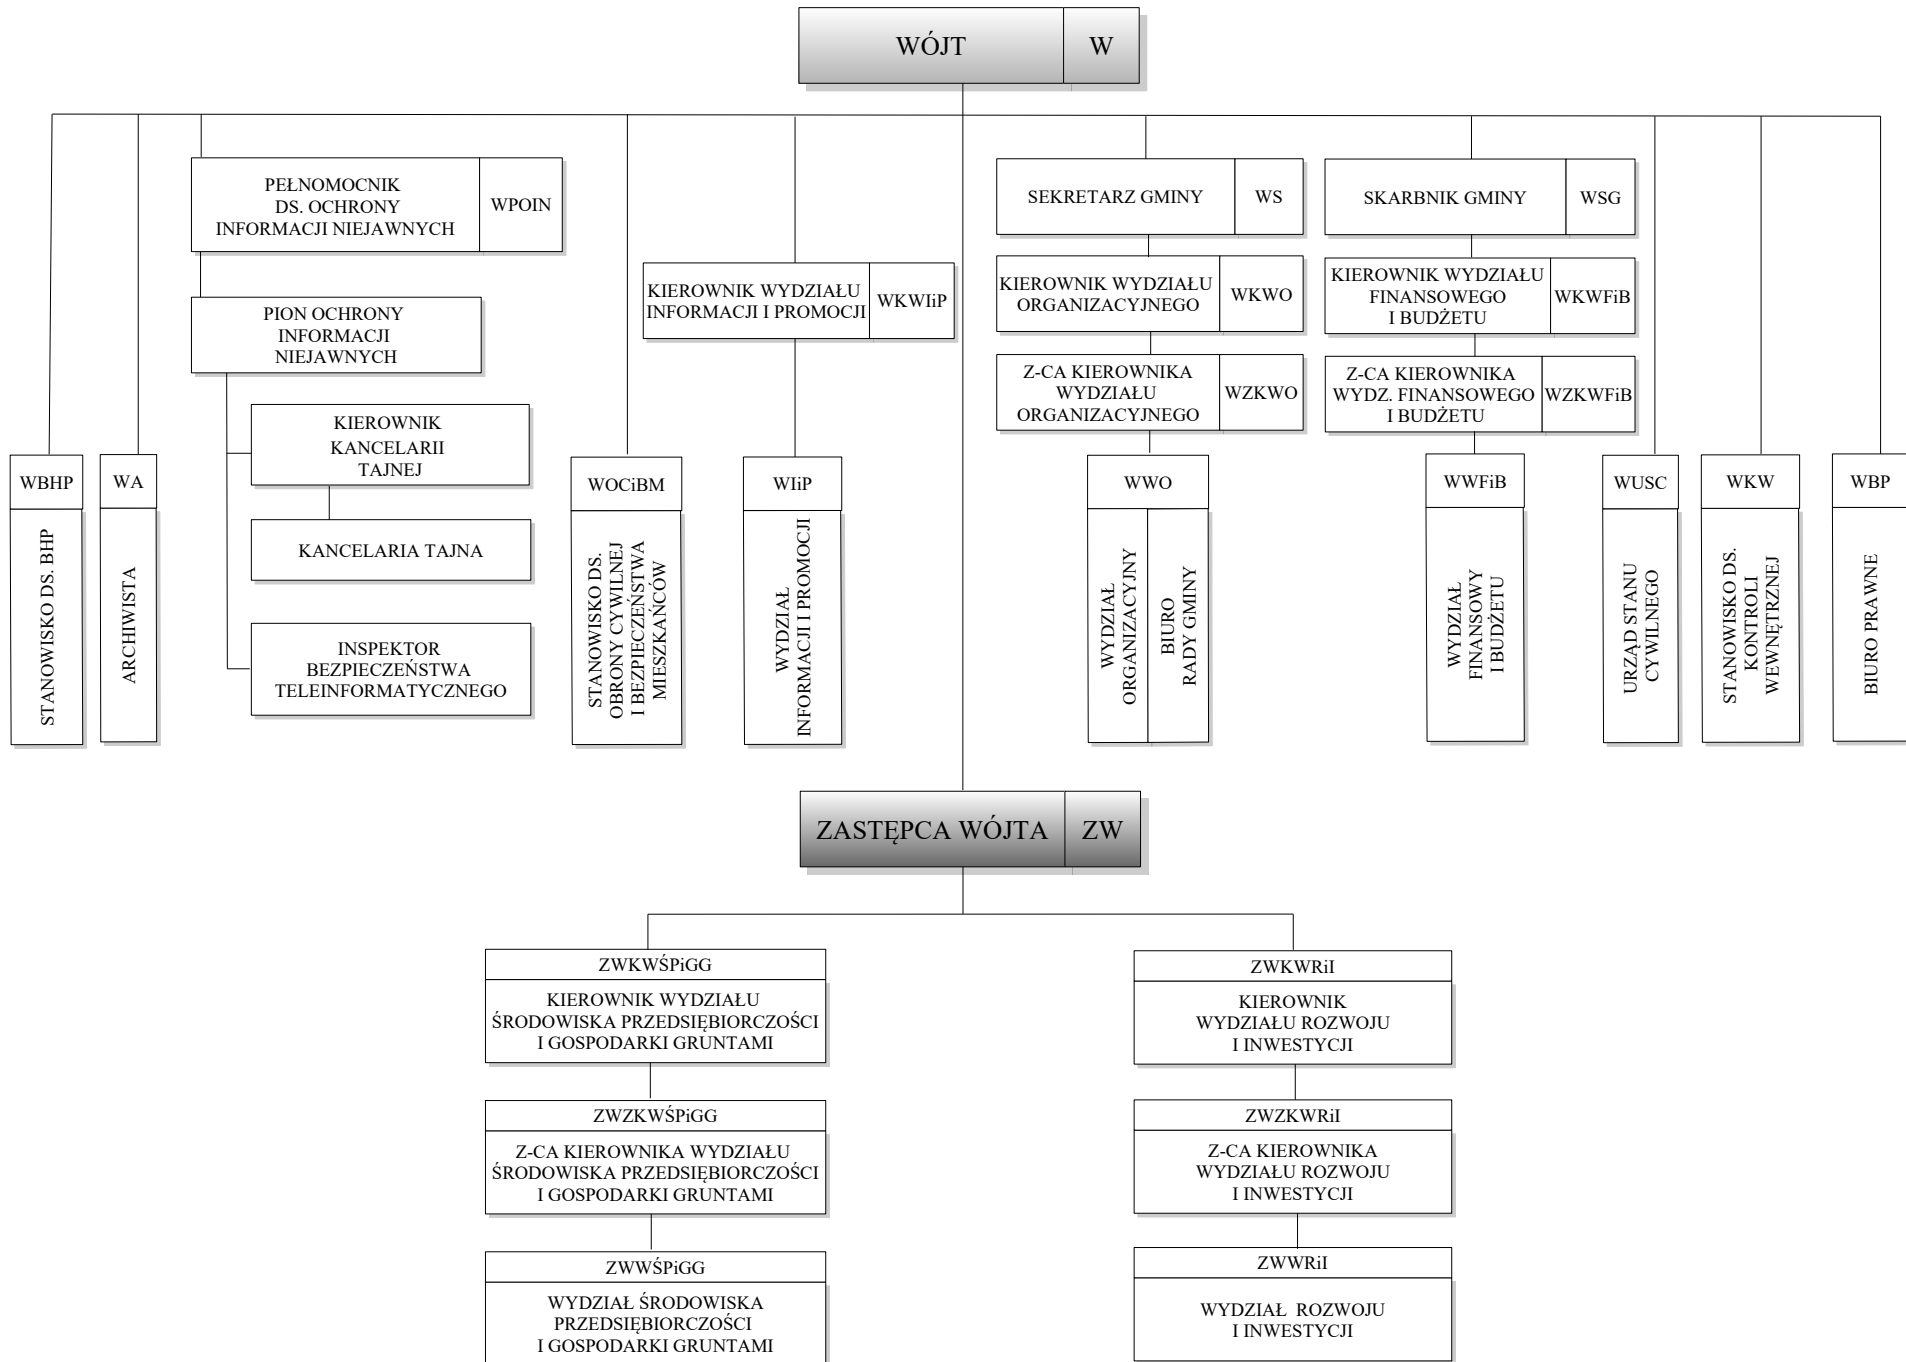 WÓJT
W
PEŁNOMOCNIK
DS. OCHRONY
INFORMACJI NIEJAWNYCH
WPOIN
PION OCHRONY
INFORMACJI
NIEJAWNYCH
KIEROWNIK
KANCELARII
TAJNEJ
KANCELARIA TAJNA
INSPEKTOR
BEZPIECZEŃSTWA
TELEINFORMATYCZNEGO
KIEROWNIK WYDZIAŁU
INFORMACJI I PROMOCJI
WKWIiP
SEKRETARZ GMINY
WS
KIEROWNIK WYDZIAŁU
ORGANIZACYJNEGO
WKWO
Z-CA KIEROWNIKA
WYDZIAŁU
ORGANIZACYJNEGO
WZKWO
SKARBNIK GMINY
WSG
KIEROWNIK WYDZIAŁU
FINANSOWEGO
I BUDŻETU
WKWFiB
Z-CA KIEROWNIKA
WYDZ. FINANSOWEGO
I BUDŻETU
WZKWFiB
WBHP
STANOWISKO DS. BHP
WA
ARCHIWISTA
WOCiBM
STANOWISKO DS.
OBRONY CYWILNEJ
I BEZPIECZEŃSTWA
MIESZKAŃCÓW
WIiP
WYDZIAŁ
INFORMACJI I PROMOCJI
WWO
WYDZIAŁ
ORGANIZACYJNY
BIURO
RADY GMINY
WWFiB
WYDZIAŁ
FINANSOWY
I BUDŻETU
WUSC
URZĄD STANU
CYWILNEGO
WKW
STANOWISKO DS.
KONTROLI
WEWNĘTRZNEJ
WBP
BIURO PRAWNE
ZASTĘPCA WÓJTA
ZW
ZWKWŚPiGG
KIEROWNIK WYDZIAŁU
ŚRODOWISKA PRZEDSIĘBIORCZOŚCI
I GOSPODARKI GRUNTAMI
ZWZKWŚPiGG
Z-CA KIEROWNIKA WYDZIAŁU
ŚRODOWISKA PRZEDSIĘBIORCZOŚCI
I GOSPODARKI GRUNTAMI
ZWWŚPiGG
WYDZIAŁ ŚRODOWISKA
PRZEDSIĘBIORCZOŚCI
I GOSPODARKI GRUNTAMI
ZWKWRiI
KIEROWNIK
WYDZIAŁU ROZWOJU
I INWESTYCJI
ZWZKWRiI
Z-CA KIEROWNIKA
WYDZIAŁU ROZWOJU
I INWESTYCJI
ZWWRiI
WYDZIAŁ ROZWOJU
I INWESTYCJI